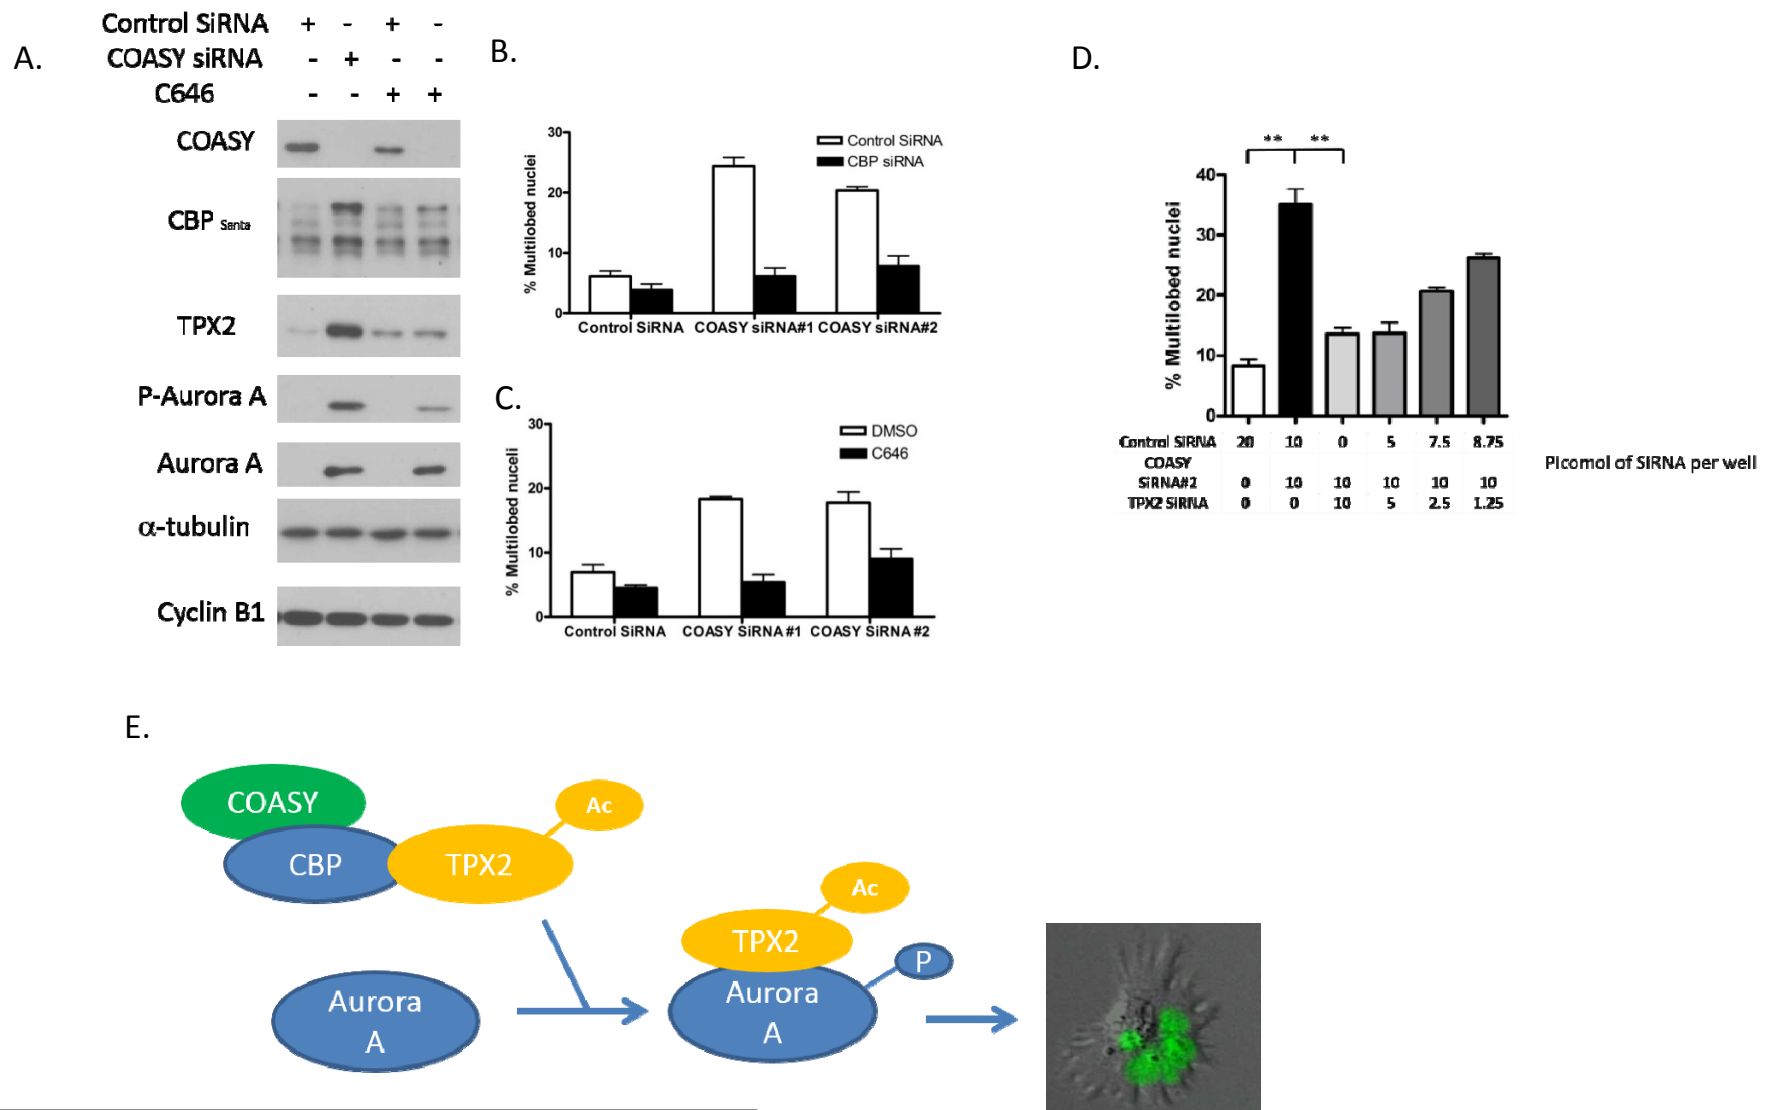 A.
Control SiRNA + - + -
COASY siRNA - + - -
C646 - - + +
COASY
CBP Santa
TPX2
P-Aurora A
Aurora A
α-tubulin
Cyclin B1
B.
% Multilobed nuclei
30
20
10
0
Control SiRNA
CBP siRNA
Control SiRNA COASY siRNA#1 COASY siRNA#2
C.
% Multilobed nuceli
30
20
10
0
DMSO
C646
Control SiRNA COASY SiRNA #1 COASY SiRNA #2
D.
** **
% Multilobed nuclei
40
30
20
10
0
Control SiRNA 20 10 0 5 7.5 8.75
COASY
SiRNA#2 0 10 10 10 10 10
TPX2 SiRNA 0 0 10 5 2.5 1.25
Picomol of SiRNA per well
E.
COASY
CBP
TPX2
Ac
Aurora
A
TPX2
Ac
Aurora
A
P